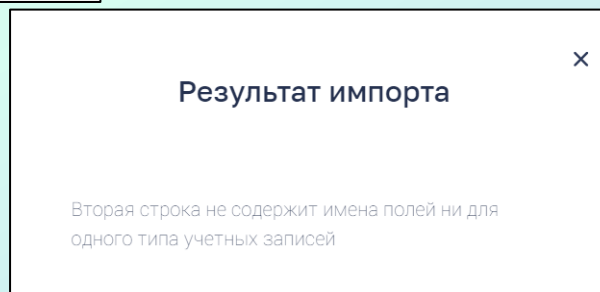 Результат импорта
Вторая строка не содержит имена полей ни для
одного типа учетных записей